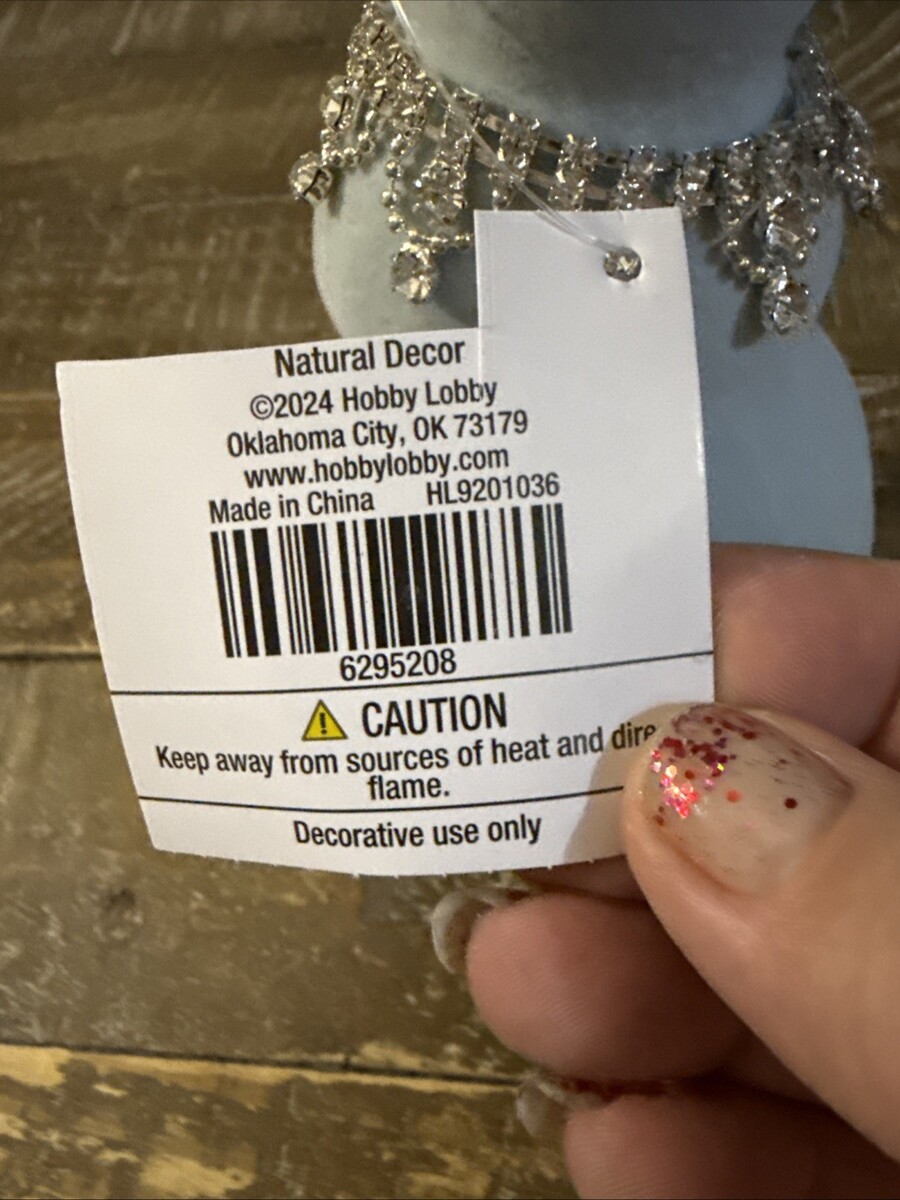 Natural Decor
©2024 Hobby Lobby
Oklahoma City, OK 73179
www.hobbylobby.com
Made in China HL9201036
6295208
CAUTION
Keep away from sources of heat and
flame.
Decorative use only